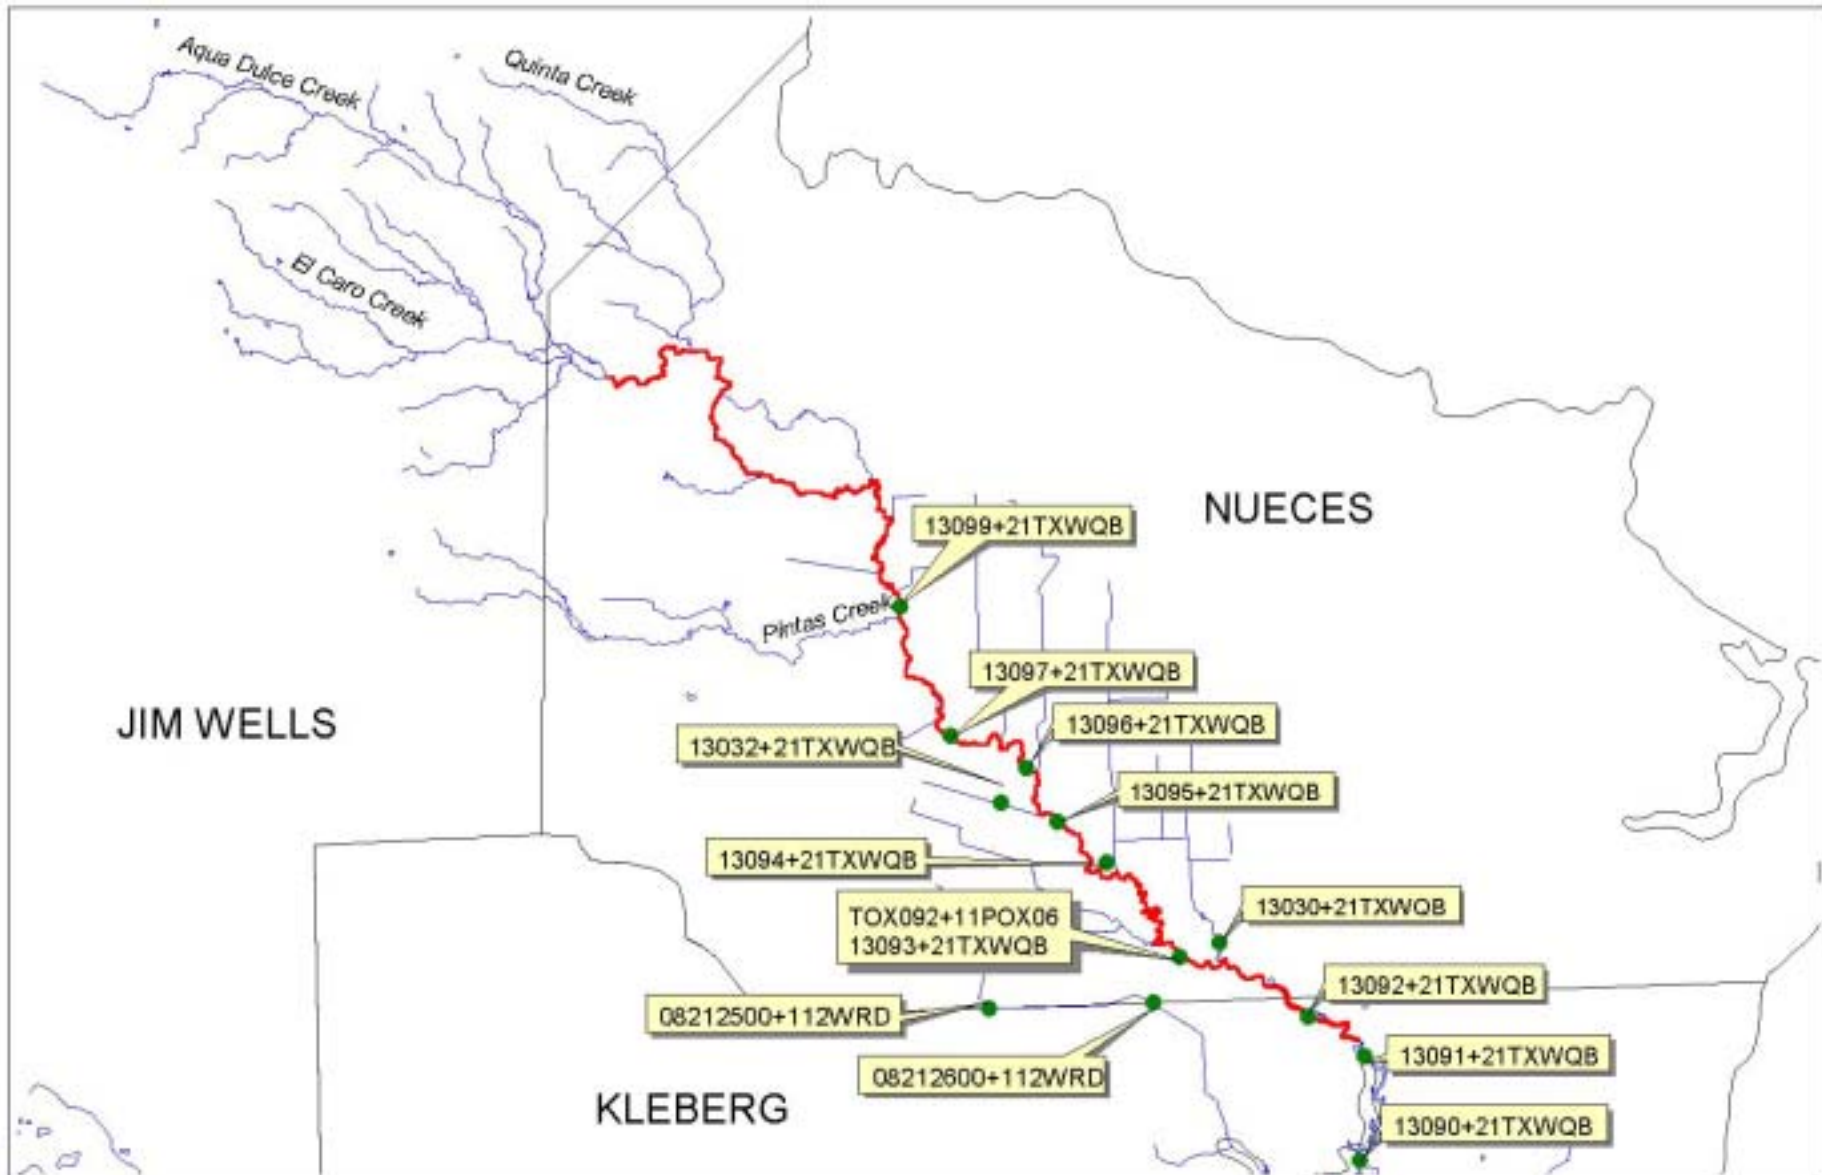 Aqua Dulce Creek
Quinta Creek
El Caro Creek
NUECES
13099+21TXWQB
Pintas Creek
13097+21TXWQB
JIM WELLS
13096+21TXWQB
13032+21TXWQB
13095+21TXWQB
13094+21TXWQB
TOX092+11POX06
13093+21TXWQB
13030+21TXWQB
13092+21TXWQB
08212500+112WRD
13091+21TXWQB
08212600+112WRD
KLEBERG
13090+21TXWQB